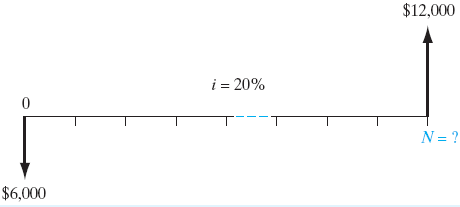 $12,000
i = 20%
0
N = ?
$6,000